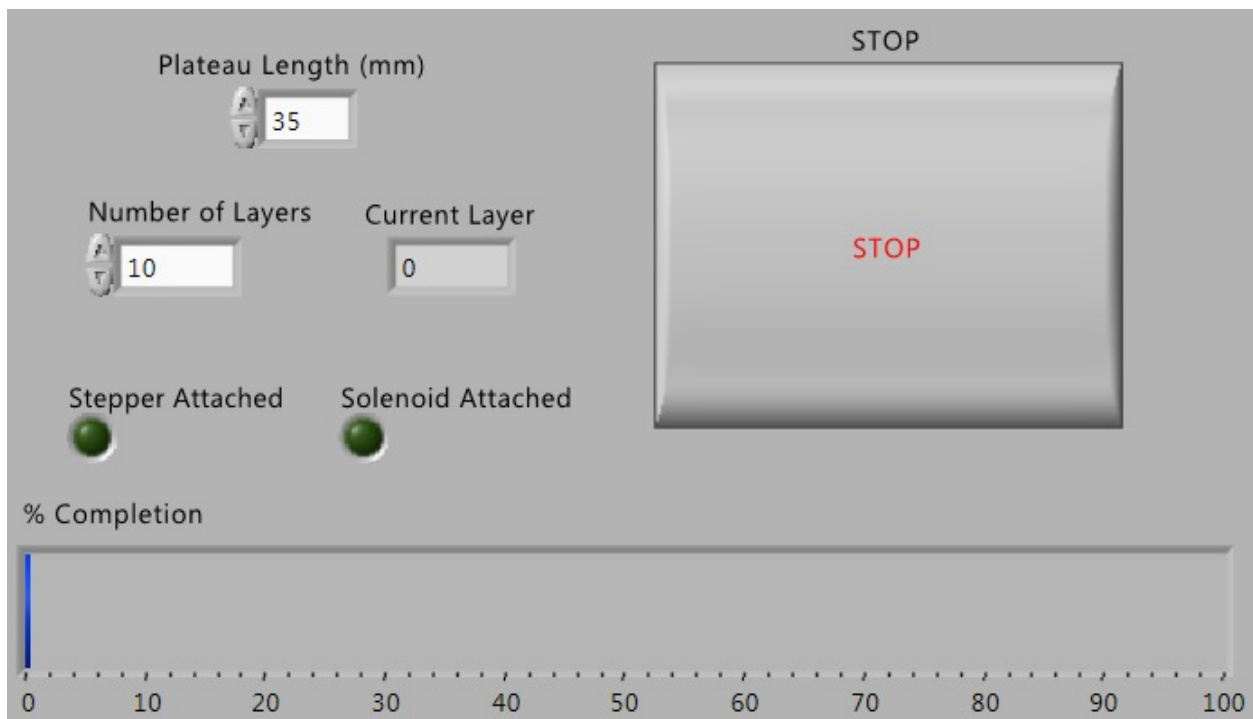 STOP
Plateau Length (mm)
35
Number of Layers
Current Layer
10
0
STOP
Stepper Attached
Solenoid Attached
% Completion
0 10 20 30 40 50 60 70 80 90 100